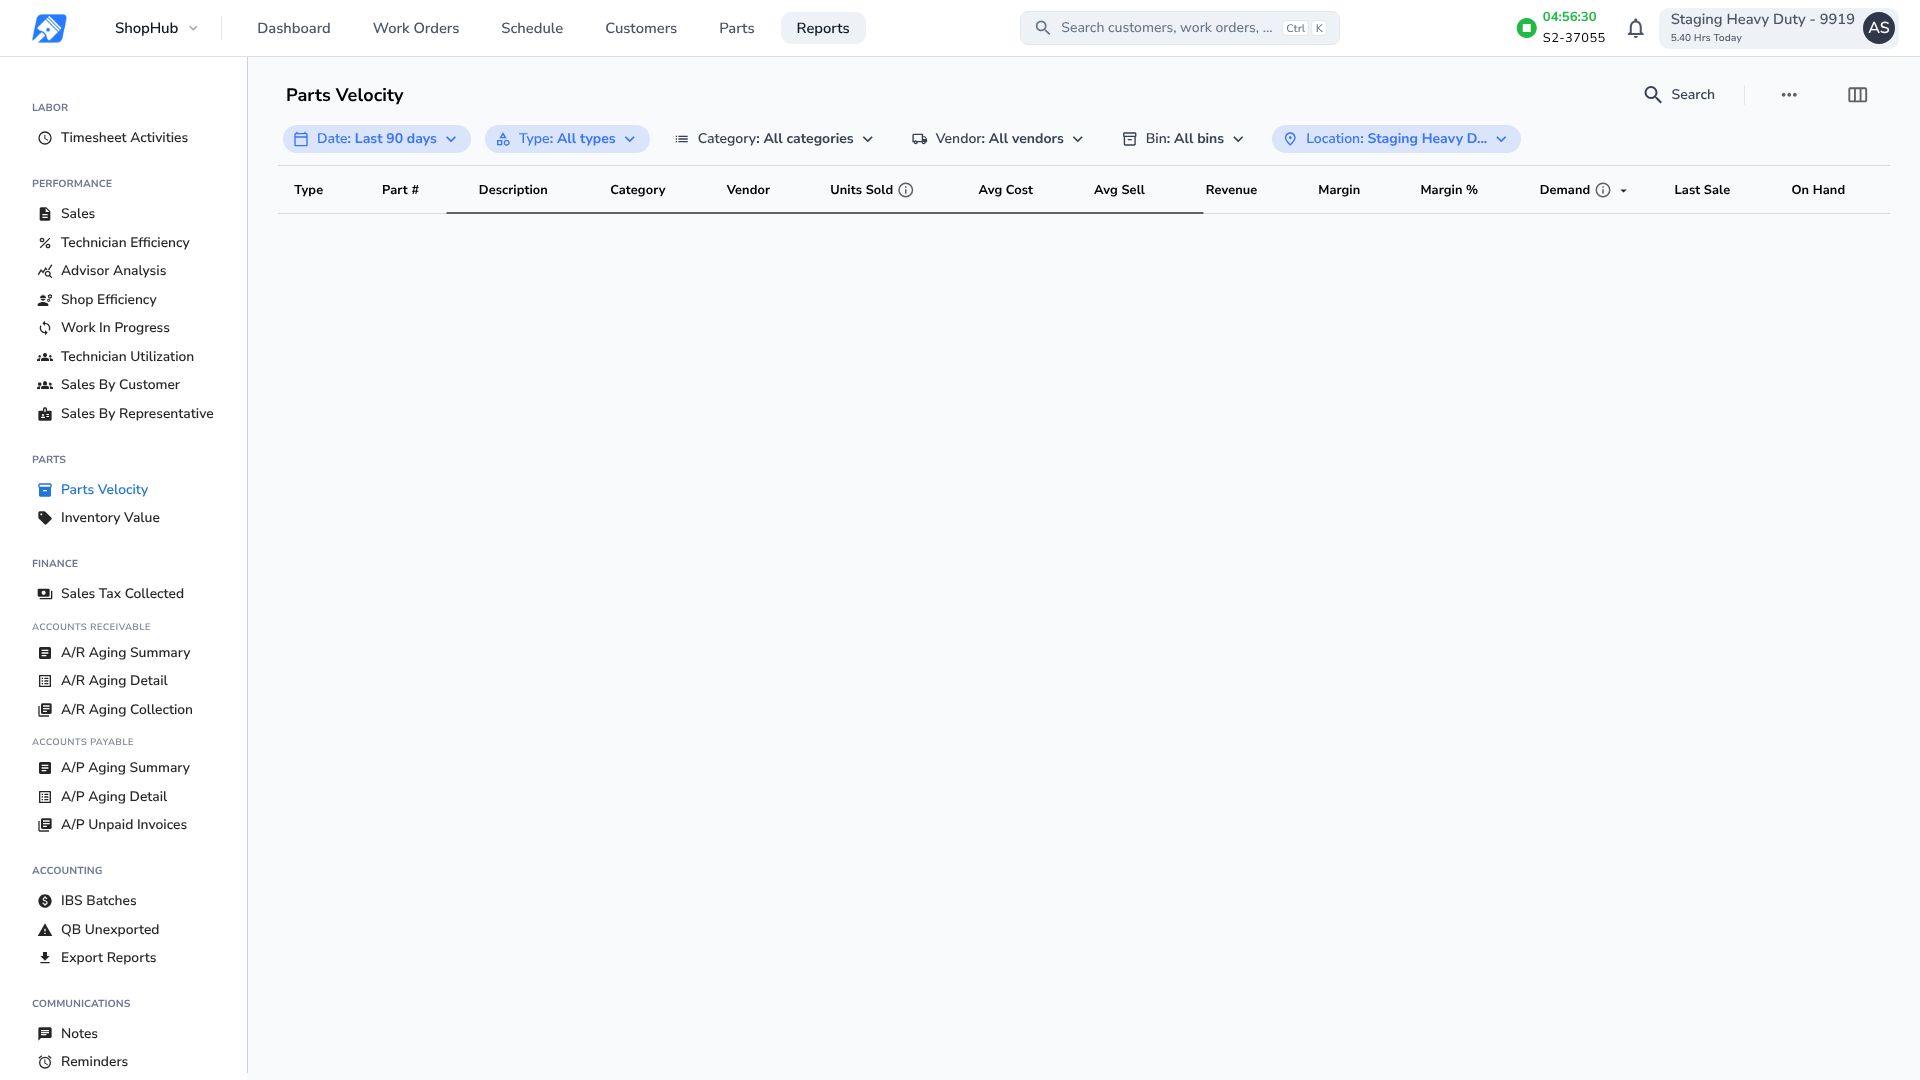 ShopHub
Dashboard
Work Orders
Schedule
Customers
Parts
Reports
Search customers, work orders, ...
Ctrl
K
04:56:30
S2-37055
Staging Heavy Duty - 9919
5.40 Hrs Today
AS
LABOR
Timesheet Activities
PERFORMANCE
Sales
Technician Efficiency
Advisor Analysis
Shop Efficiency
Work In Progress
Technician Utilization
Sales By Customer
Sales By Representative
PARTS
Parts Velocity
Inventory Value
FINANCE
Sales Tax Collected
ACCOUNTS RECEIVABLE
A/R Aging Summary
A/R Aging Detail
A/R Aging Collection
ACCOUNTS PAYABLE
A/P Aging Summary
A/P Aging Detail
A/P Unpaid Invoices
ACCOUNTING
IBS Batches
QB Unexported
Export Reports
COMMUNICATIONS
Notes
Reminders
Parts Velocity
Search
Date: Last 90 days
Type: All types
Category: All categories
Vendor: All vendors
Bin: All bins
Location: Staging Heavy D...
Type
Part #
Description
Category
Vendor
Units Sold
Avg Cost
Avg Sell
Revenue
Margin
Margin %
Demand
Last Sale
On Hand